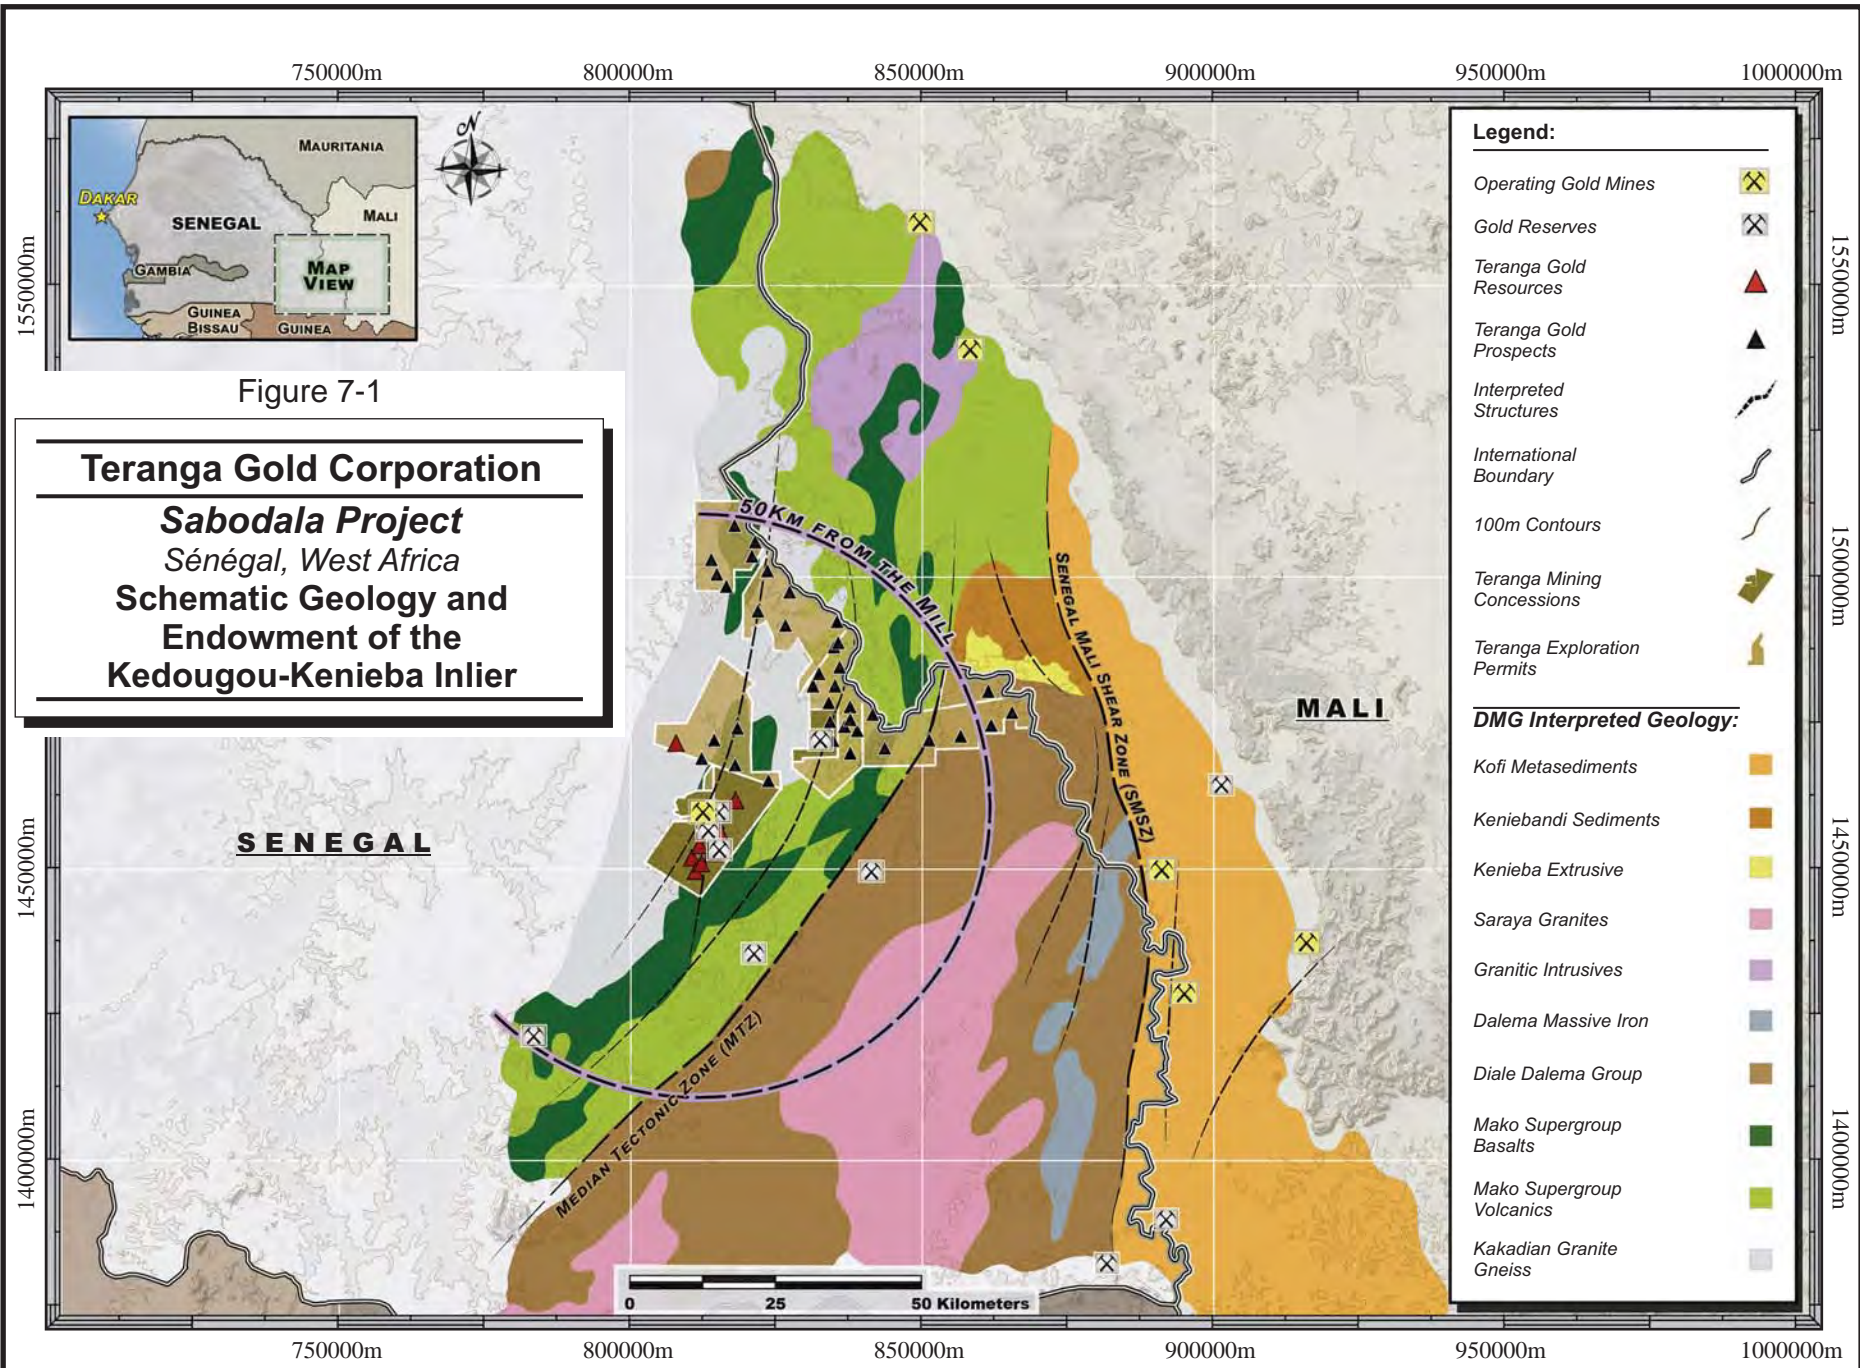 750000m 800000m 850000m 900000m 950000m 1000000m
1550000m
1500000m
1450000m
1400000m
1550000m
1450000m
1400000m
MAURITANIA
DAKAR
SENEGAL
MALI
GAMBIA
MAP
VIEW
GUINEA
BISSAU
GUINEA
N
Figure 7-1
Teranga Gold Corporation
Sabodala Project
Sénégal, West Africa
Schematic Geology and
Endowment of the
Kedougou-Kenieba Inlier
50KM FROM THE MILL
SENEGAL MALI SHEAR ZONE (SMSZ)
MEDIAN TECTONIC ZONE (MTZ)
MALI
SENEGAL
0 25 50 Kilometers
Legend:
Operating Gold Mines
Gold Reserves
Teranga Gold
Resources
Teranga Gold
Prospects
Interpreted
Structures
International
Boundary
100m Contours
Teranga Mining
Concessions
Teranga Exploration
Permits
DMG Interpreted Geology:
Kofi Metasediments
Keniebandi Sediments
Kenieba Extrusive
Saraya Granites
Granitic Intrusives
Dalema Massive Iron
Diale Dalema Group
Mako Supergroup
Basalts
Mako Supergroup
Volcanics
Kakadian Granite
Gneiss
750000m 800000m 850000m 900000m 950000m 1000000m